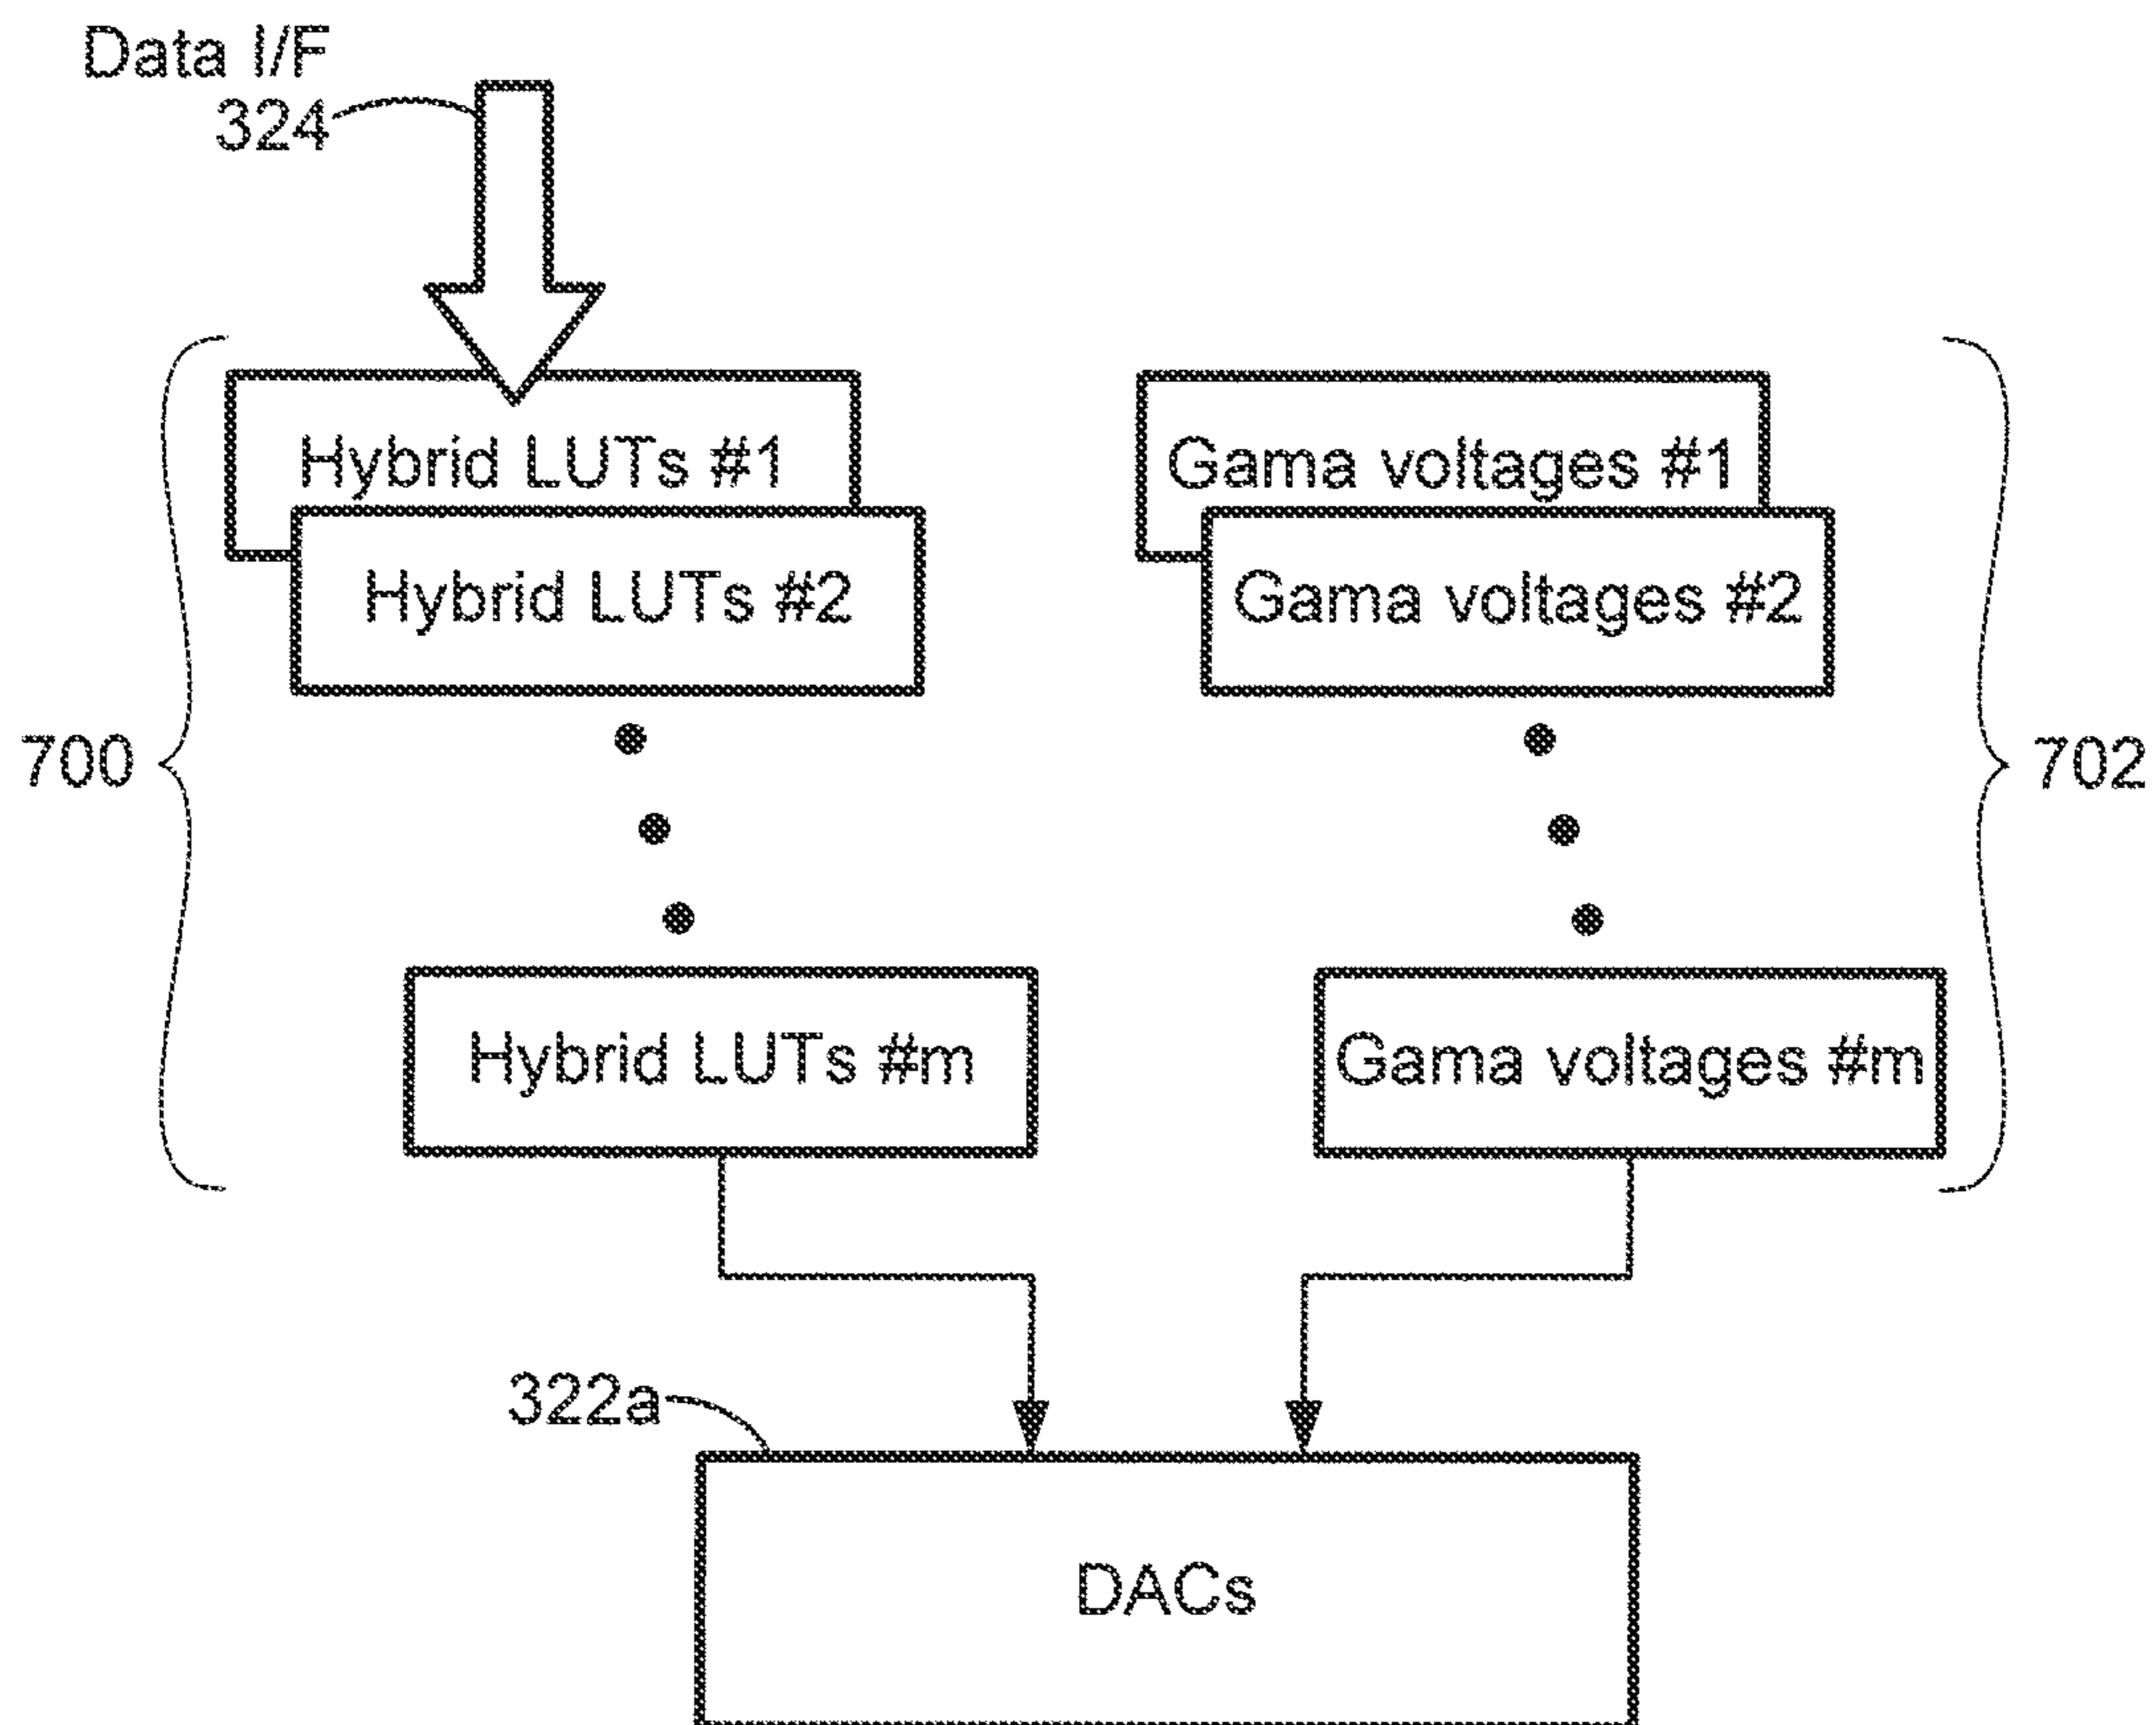 Data I/F
324
Hybrid LUTs #1
Gama voltages #1
Hybrid LUTs #2
Gama voltages #2
700
702
Hybrid LUTs #m
Gama voltages #m
322a
DACs